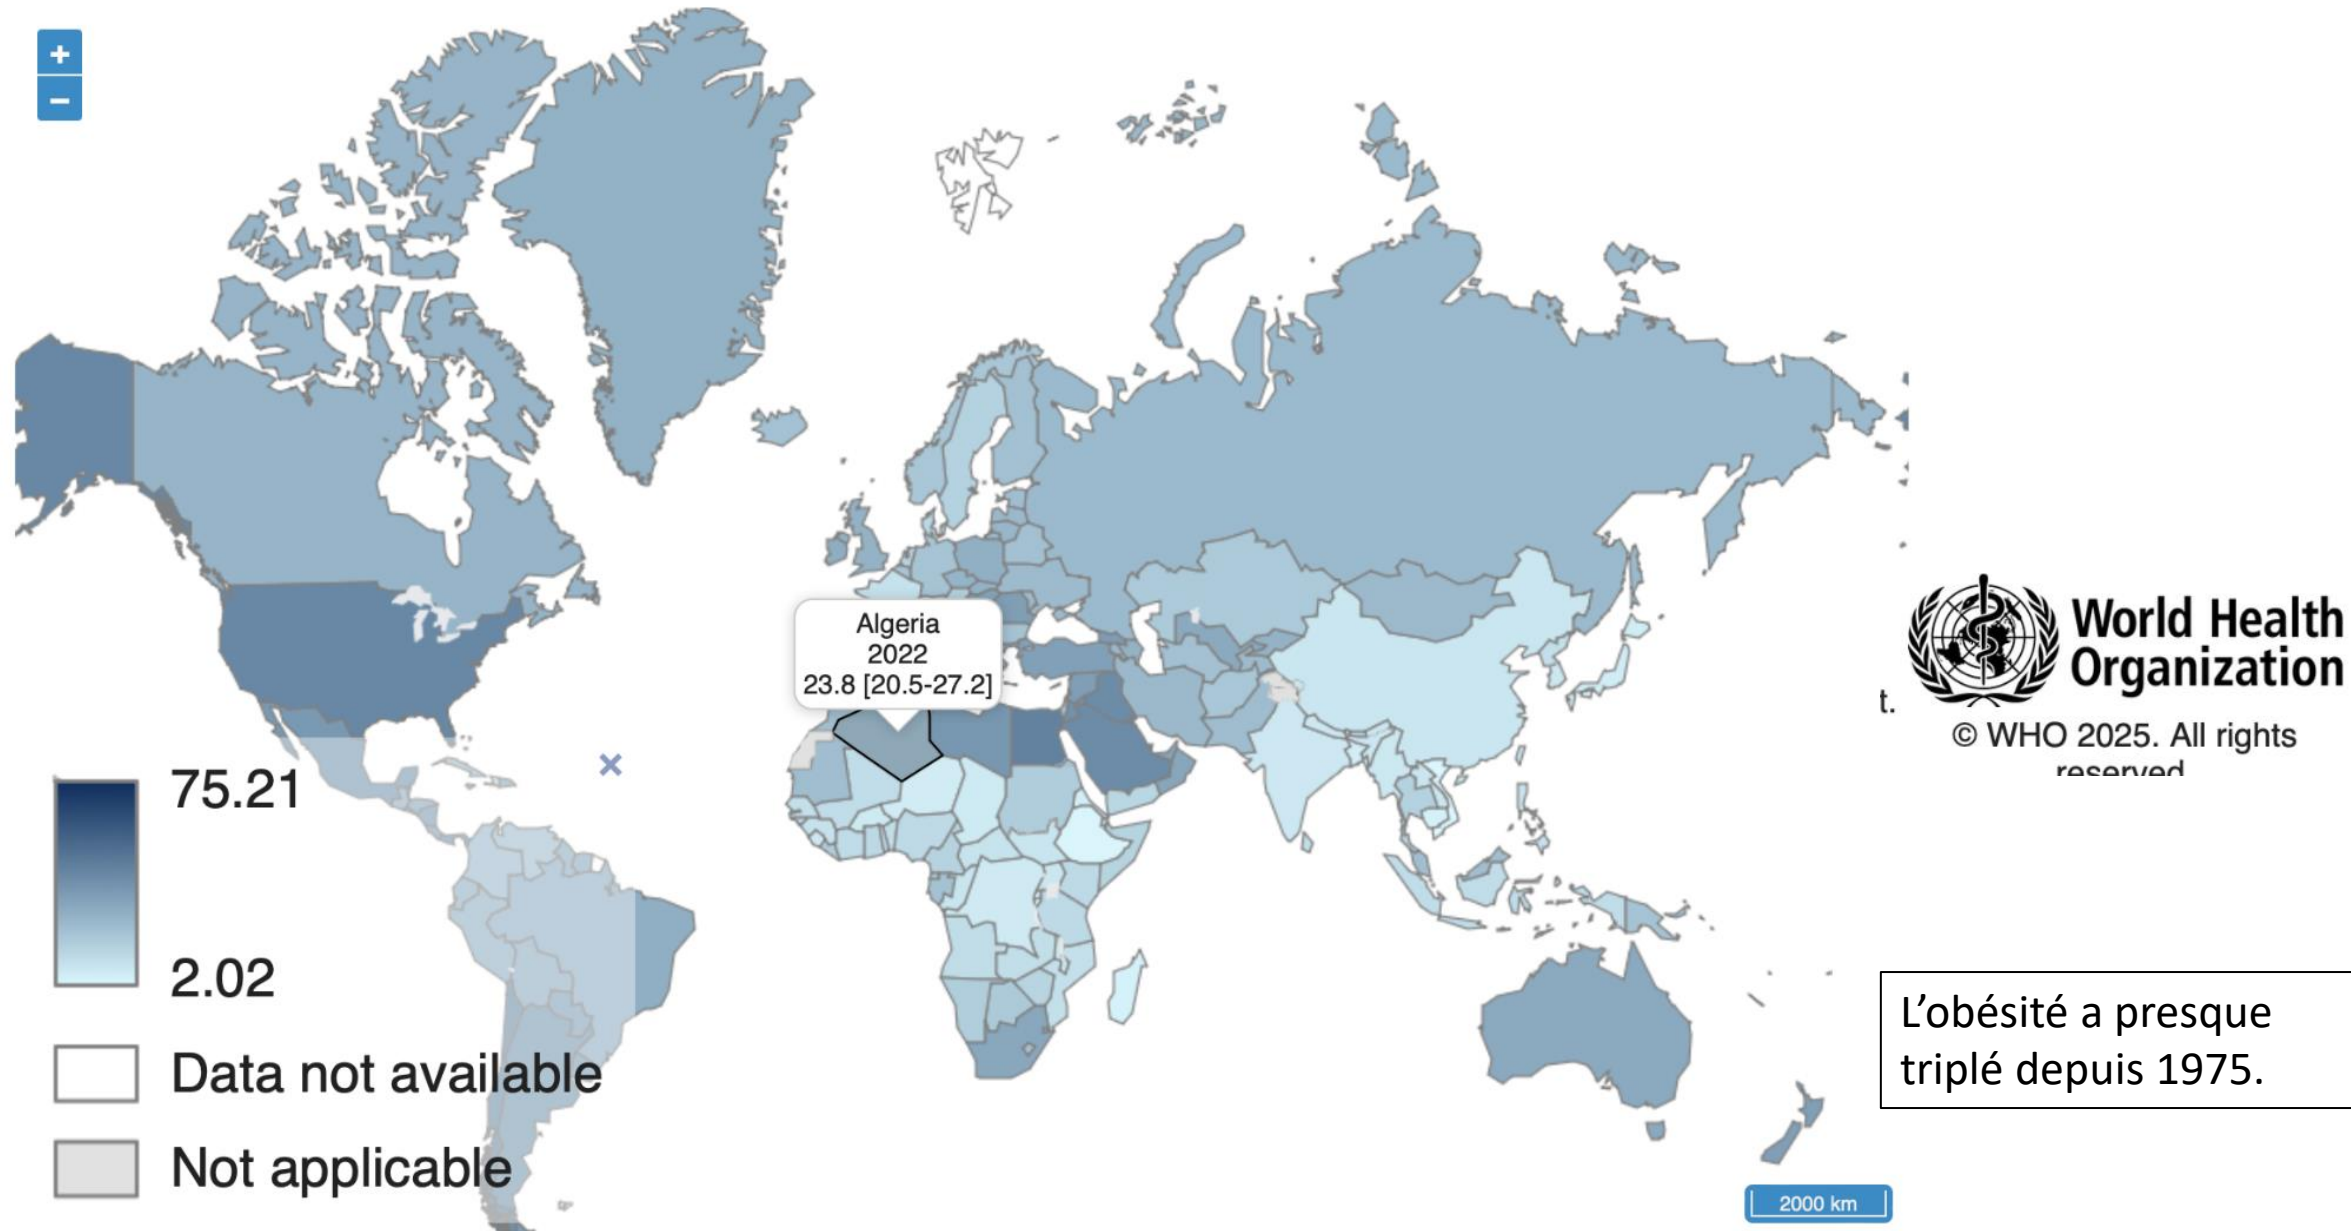 +
−
Algeria
2022
23.8 [20.5-27.2]
75.21
2.02
Data not available
Not applicable
t.
World Health
Organization
© WHO 2025. All rights
reserved
L’obésité a presque
triplé depuis 1975.
2000 km